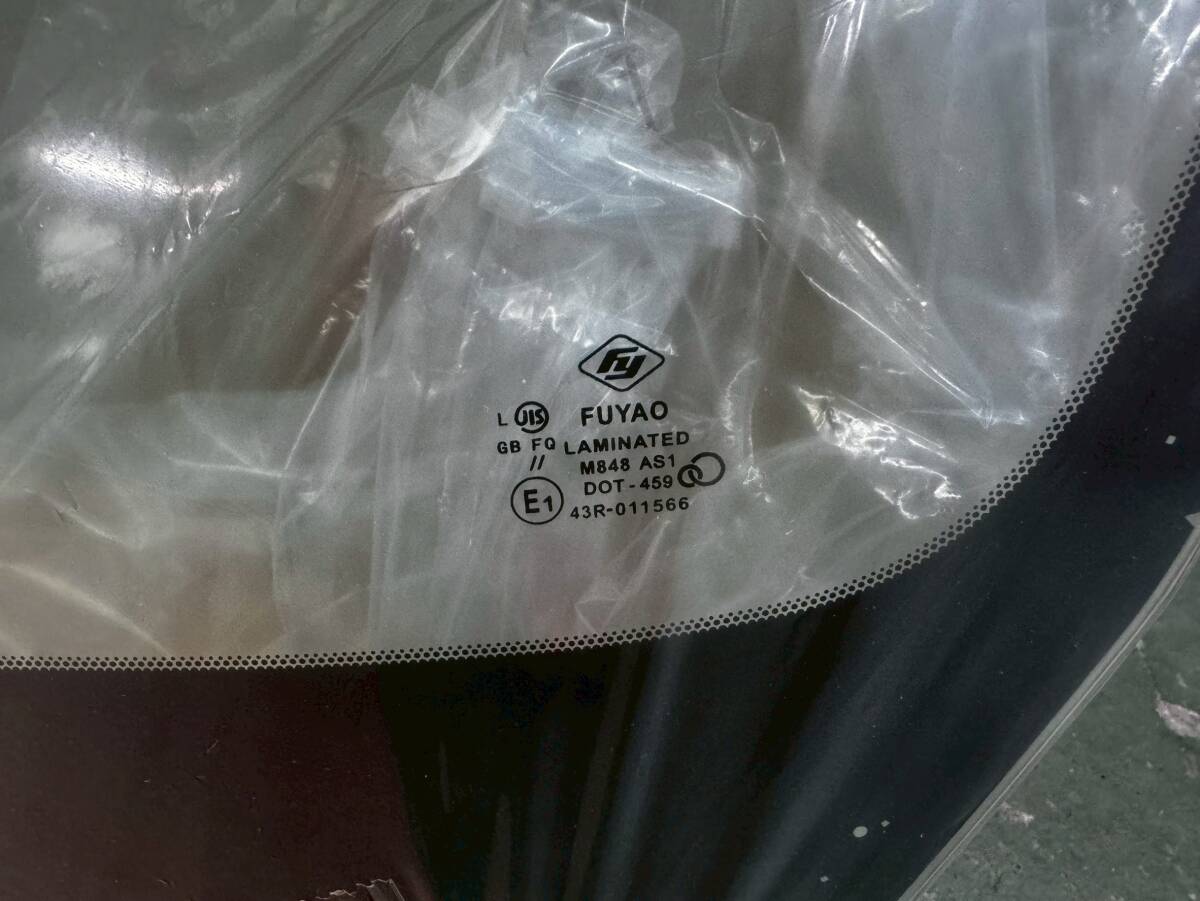 FY
L JIS FUYAO
GB FQ LAMINATED
// M848 AS1
DOT-459
E1 43R-011566